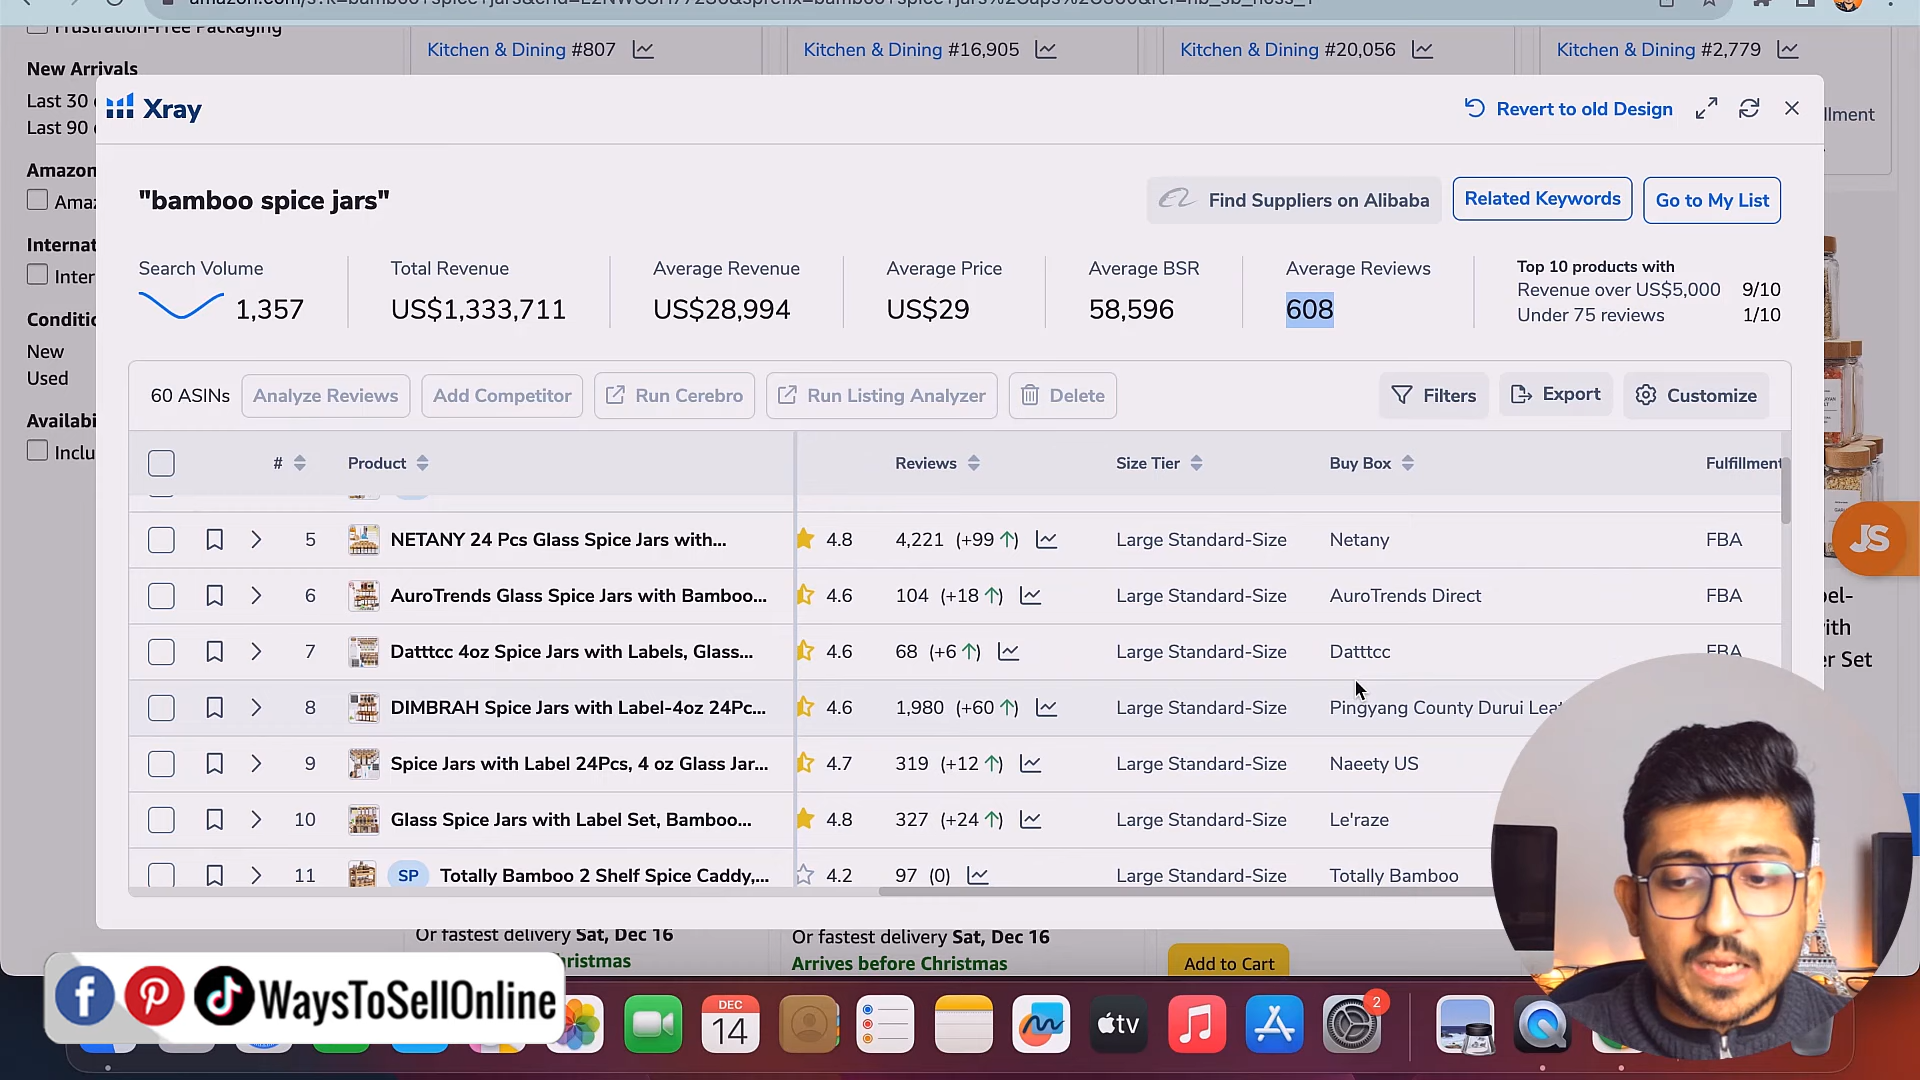 Frustration-Free Packaging
Kitchen & Dining #807
Kitchen & Dining #16,905
Kitchen & Dining #20,056
Kitchen & Dining #2,779
New Arrivals
Last 30
Last 90
Amazon
Internat
Inter
Conditio
New
Used
Availabi
Inclu
llment
Xray
Revert to old Design
"bamboo spice jars"
Find Suppliers on Alibaba
Related Keywords
Go to My List
Search Volume
1,357
Total Revenue
US$1,333,711
Average Revenue
US$28,994
Average Price
US$29
Average BSR
58,596
Average Reviews
608
Top 10 products with
Revenue over US$5,000 9/10
Under 75 reviews 1/10
60 ASINs
Analyze Reviews
Add Competitor
Run Cerebro
Run Listing Analyzer
Delete
Filters
Export
Customize
# Product Reviews Size Tier Buy Box Fulfillment
5 NETANY 24 Pcs Glass Spice Jars with... 4.8 4,221 (+99 ↑) Large Standard-Size Netany FBA
6 AuroTrends Glass Spice Jars with Bamboo... 4.6 104 (+18 ↑) Large Standard-Size AuroTrends Direct FBA
7 Datttcc 4oz Spice Jars with Labels, Glass... 4.6 68 (+6 ↑) Large Standard-Size Datttcc FBA
8 DIMBRAH Spice Jars with Label-4oz 24Pc... 4.6 1,980 (+60 ↑) Large Standard-Size Pingyang County Durui Leat
9 Spice Jars with Label 24Pcs, 4 oz Glass Jar... 4.7 319 (+12 ↑) Large Standard-Size Naeety US
10 Glass Spice Jars with Label Set, Bamboo... 4.8 327 (+24 ↑) Large Standard-Size Le'raze
11 SP Totally Bamboo 2 Shelf Spice Caddy,... 4.2 97 (0) Large Standard-Size Totally Bamboo
JS
bel-
ith
er Set
Or fastest delivery Sat, Dec 16
hristmas
Or fastest delivery Sat, Dec 16
Arrives before Christmas
Add to Cart
WaysToSellOnline
DEC
14
tv
2